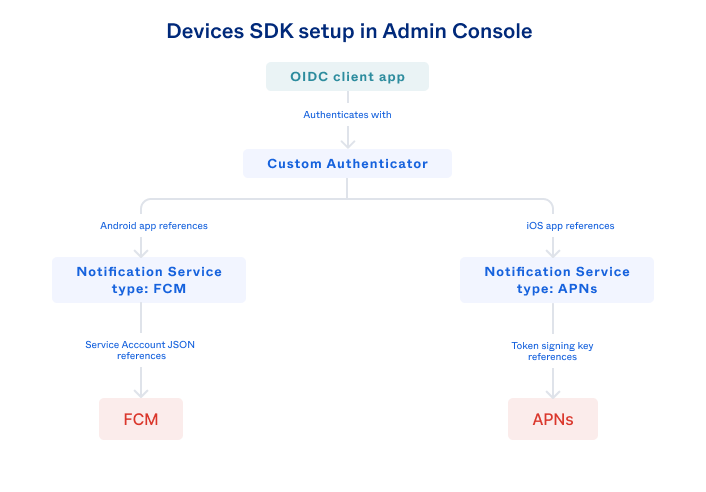 Devices SDK setup in Admin Console
OIDC client app
Authenticates with
Custom Authenticator
Android app references
iOS app references
Notification Service
type: FCM
Notification Service
type: APNs
Service Acccount JSON
references
Token signing key
references
FCM
APNs